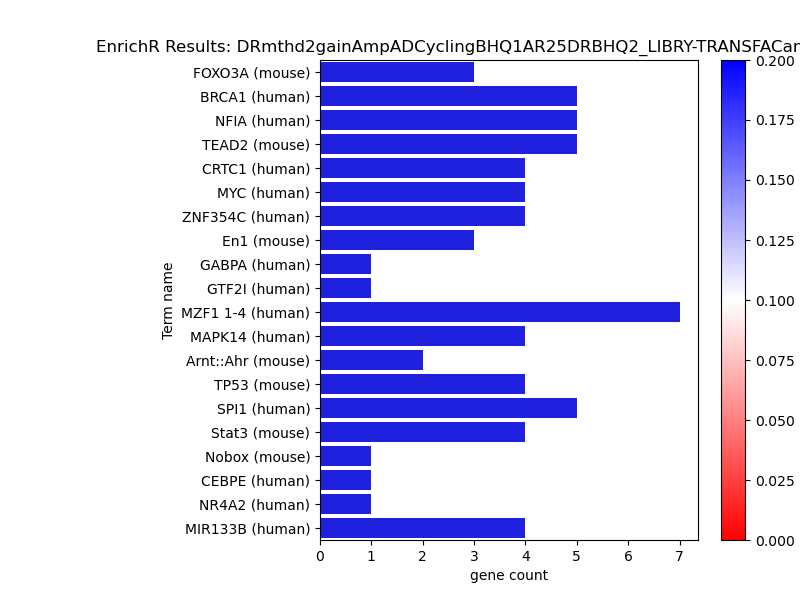 EnrichR Results: DRmthd2gainAmpADCyclingBHQ1AR25DRBHQ2_LIBRY-TRANSFACan
FOXO3A (mouse)
BRCA1 (human)
NFIA (human)
TEAD2 (mouse)
CRTC1 (human)
MYC (human)
ZNF354C (human)
En1 (mouse)
GABPA (human)
GTF2I (human)
MZF1 1-4 (human)
MAPK14 (human)
Arnt::Ahr (mouse)
TP53 (mouse)
SPI1 (human)
Stat3 (mouse)
Nobox (mouse)
CEBPE (human)
NR4A2 (human)
MIR133B (human)
Term name
0 1 2 3 4 5 6 7
gene count
0.200
0.175
0.150
0.125
0.100
0.075
0.050
0.025
0.000